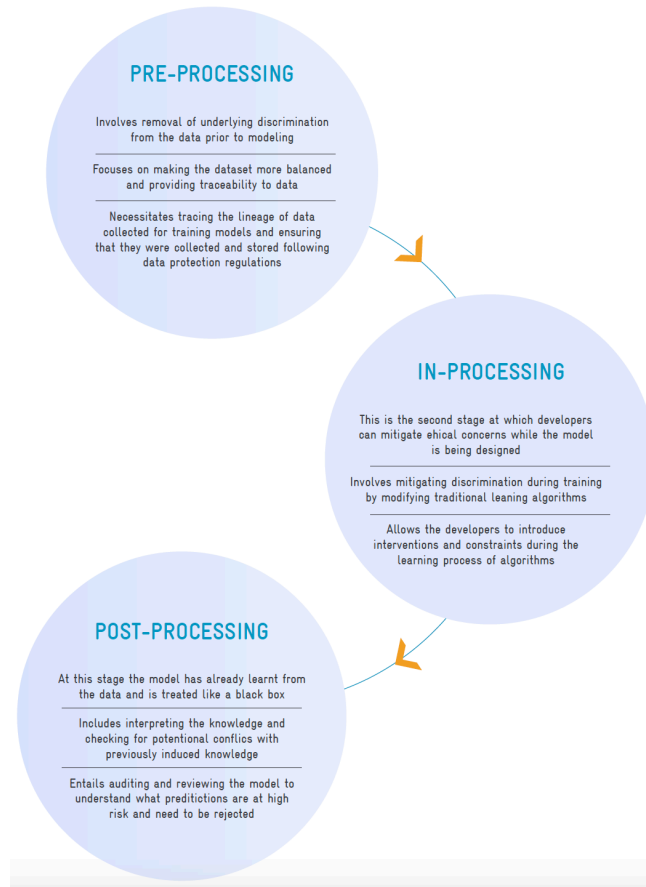 PRE-PROCESSING
Involves removal of underlying discrimination
from the data prior to modeling
Focuses on making the dataset more balanced
and providing traceability to data
Necessitates tracing the lineage of data
collected for training models and ensuring
that they were collected and stored following
data protection regulations
IN-PROCESSING
This is the second stage at which developers
can mitigate ehical concerns while the model
is being designed
Involves mitigating discrimination during training
by modifying traditional leaning algorithms
Allows the developers to introduce
interventions and constraints during the
learning process of algorithms
POST-PROCESSING
At this stage the model has already learnt from
the data and is treated like a black box
Includes interpreting the knowledge and
checking for potentional conflics with
previously induced knowledge
Entails auditing and reviewing the model to
understand what preditictions are at high
risk and need to be rejected